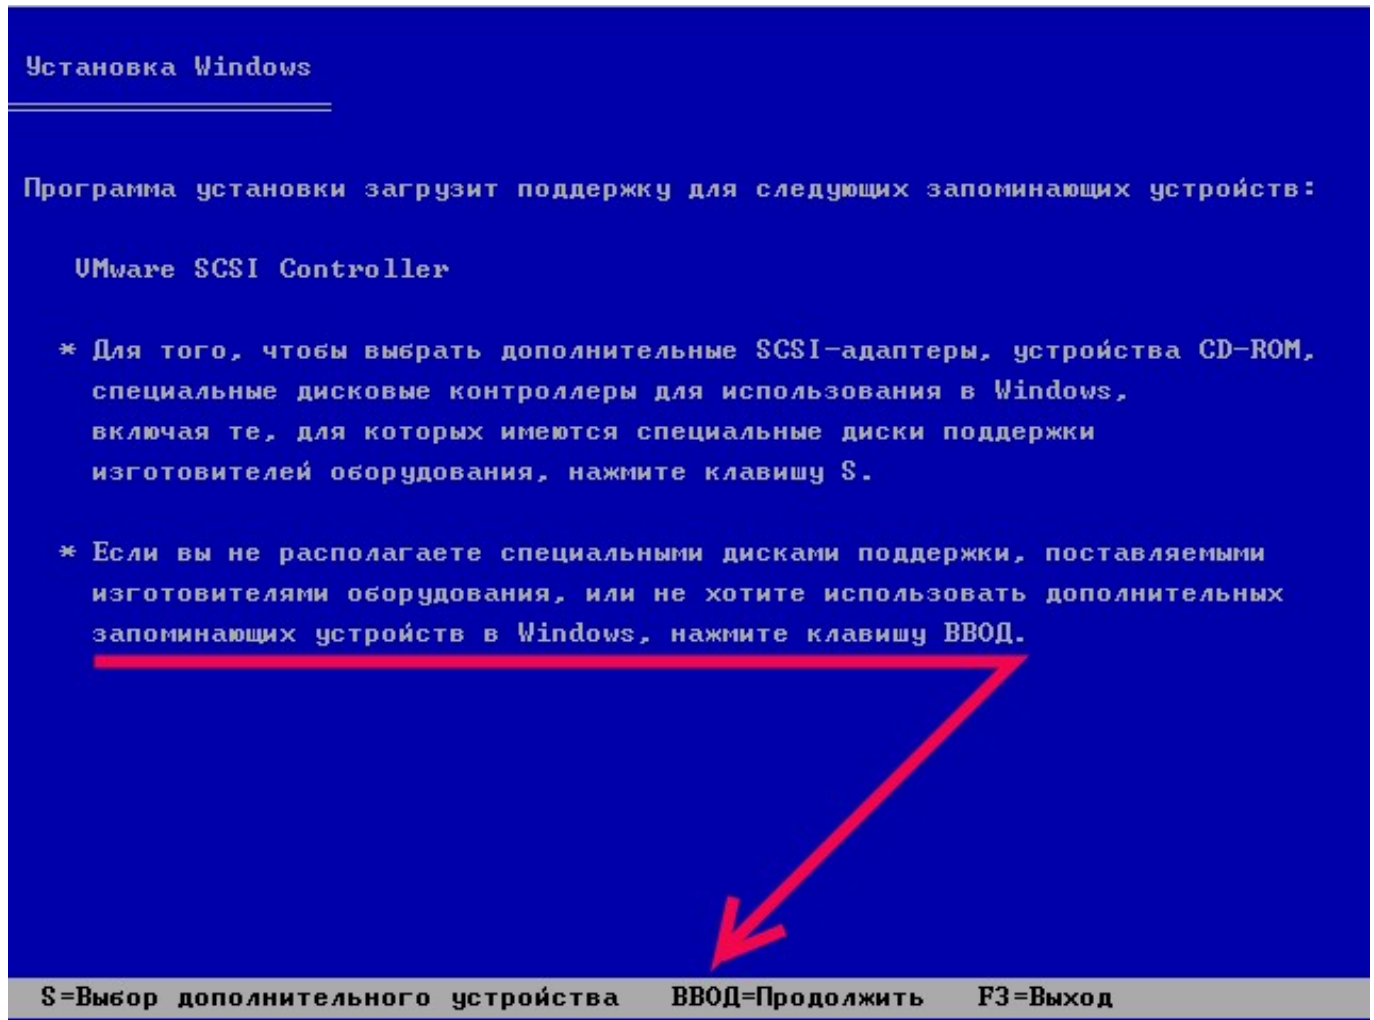 Установка Windows
Программа установки загрузит поддержку для следующих запоминающих устройств:
VMware SCSI Controller
* Для того, чтобы выбрать дополнительные SCSI-адаптеры, устройства CD-ROM,
специальные дисковые контроллеры для использования в Windows,
включая те, для которых имеются специальные диски поддержки
изготовителей оборудования, нажмите клавишу S.
* Если вы не располагаете специальными дисками поддержки, поставляемыми
изготовителями оборудования, или не хотите использовать дополнительных
запоминающих устройств в Windows, нажмите клавишу ВВОД.
S=Выбор дополнительного устройства ВВОД=Продолжить F3=Выход